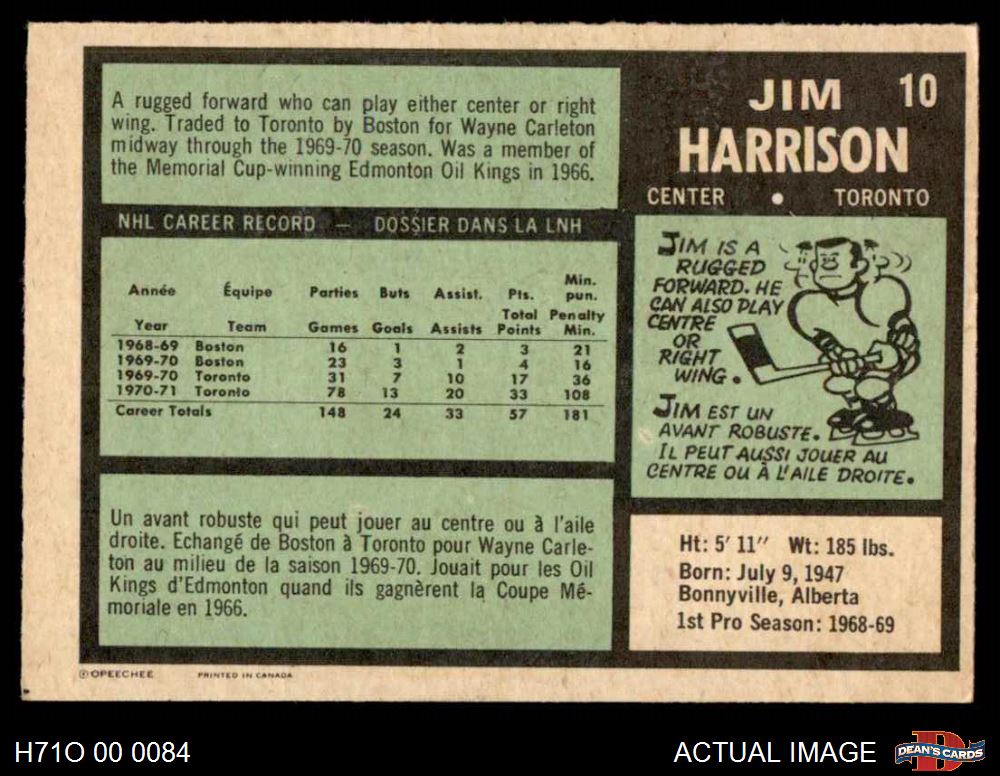 A rugged forward who can play either center or right
wing. Traded to Toronto by Boston for Wayne Carleton
midway through the 1969-70 season. Was a member of
the Memorial Cup-winning Edmonton Oil Kings in 1966.
JIM 10
HARRISON
CENTER • TORONTO
NHL CAREER RECORD — DOSSIER DANS LA LNH
Année Équipe Parties Buts Assist. Pts. Min. pun.
Year Team Games Goals Assists Total Points Penalty Min.
1968-69 Boston 16 1 2 3 21
1969-70 Boston 23 3 1 4 16
1969-70 Toronto 31 7 10 17 36
1970-71 Toronto 78 13 20 33 108
Career Totals 148 24 33 57 181
JIM IS A
RUGGED
FORWARD. HE
CAN ALSO PLAY
CENTRE
OR
RIGHT
WING.
JIM EST UN
AVANT ROBUSTE.
IL PEUT AUSSI JOUER AU
CENTRE OU À L'AILE DROITE.
Un avant robuste qui peut jouer au centre ou à l'aile
droite. Echangé de Boston à Toronto pour Wayne Carle-
ton au milieu de la saison 1969-70. Jouait pour les Oil
Kings d'Edmonton quand ils gagnèrent la Coupe Mé-
moriale en 1966.
Ht: 5' 11" Wt: 185 lbs.
Born: July 9, 1947
Bonnyville, Alberta
1st Pro Season: 1968-69
©OPEECHEE PRINTED IN CANADA
H71O 00 0084
ACTUAL IMAGE
DEAN'S CARDS